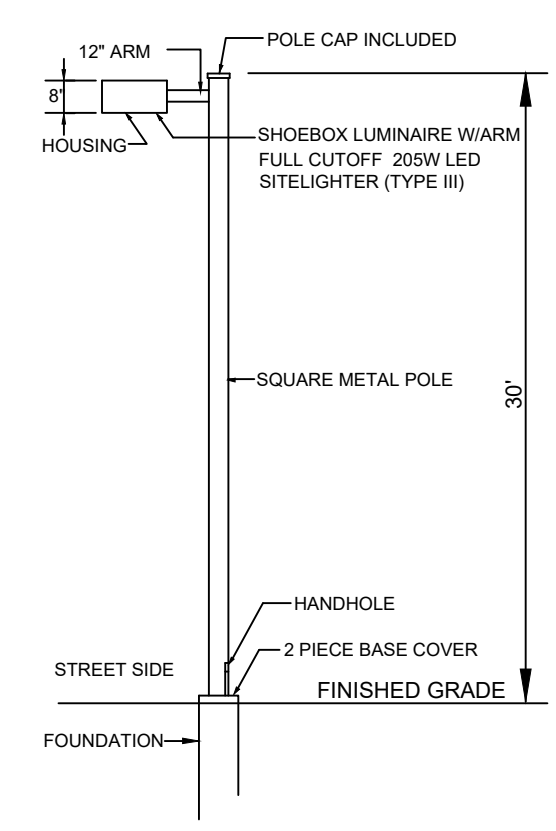 POLE CAP INCLUDED
12" ARM
8"
HOUSING
SHOEBOX LUMINAIRE W/ARM
FULL CUTOFF 205W LED
SITELIGHTER (TYPE III)
SQUARE METAL POLE
30'
HANDHOLE
2 PIECE BASE COVER
STREET SIDE
FINISHED GRADE
FOUNDATION